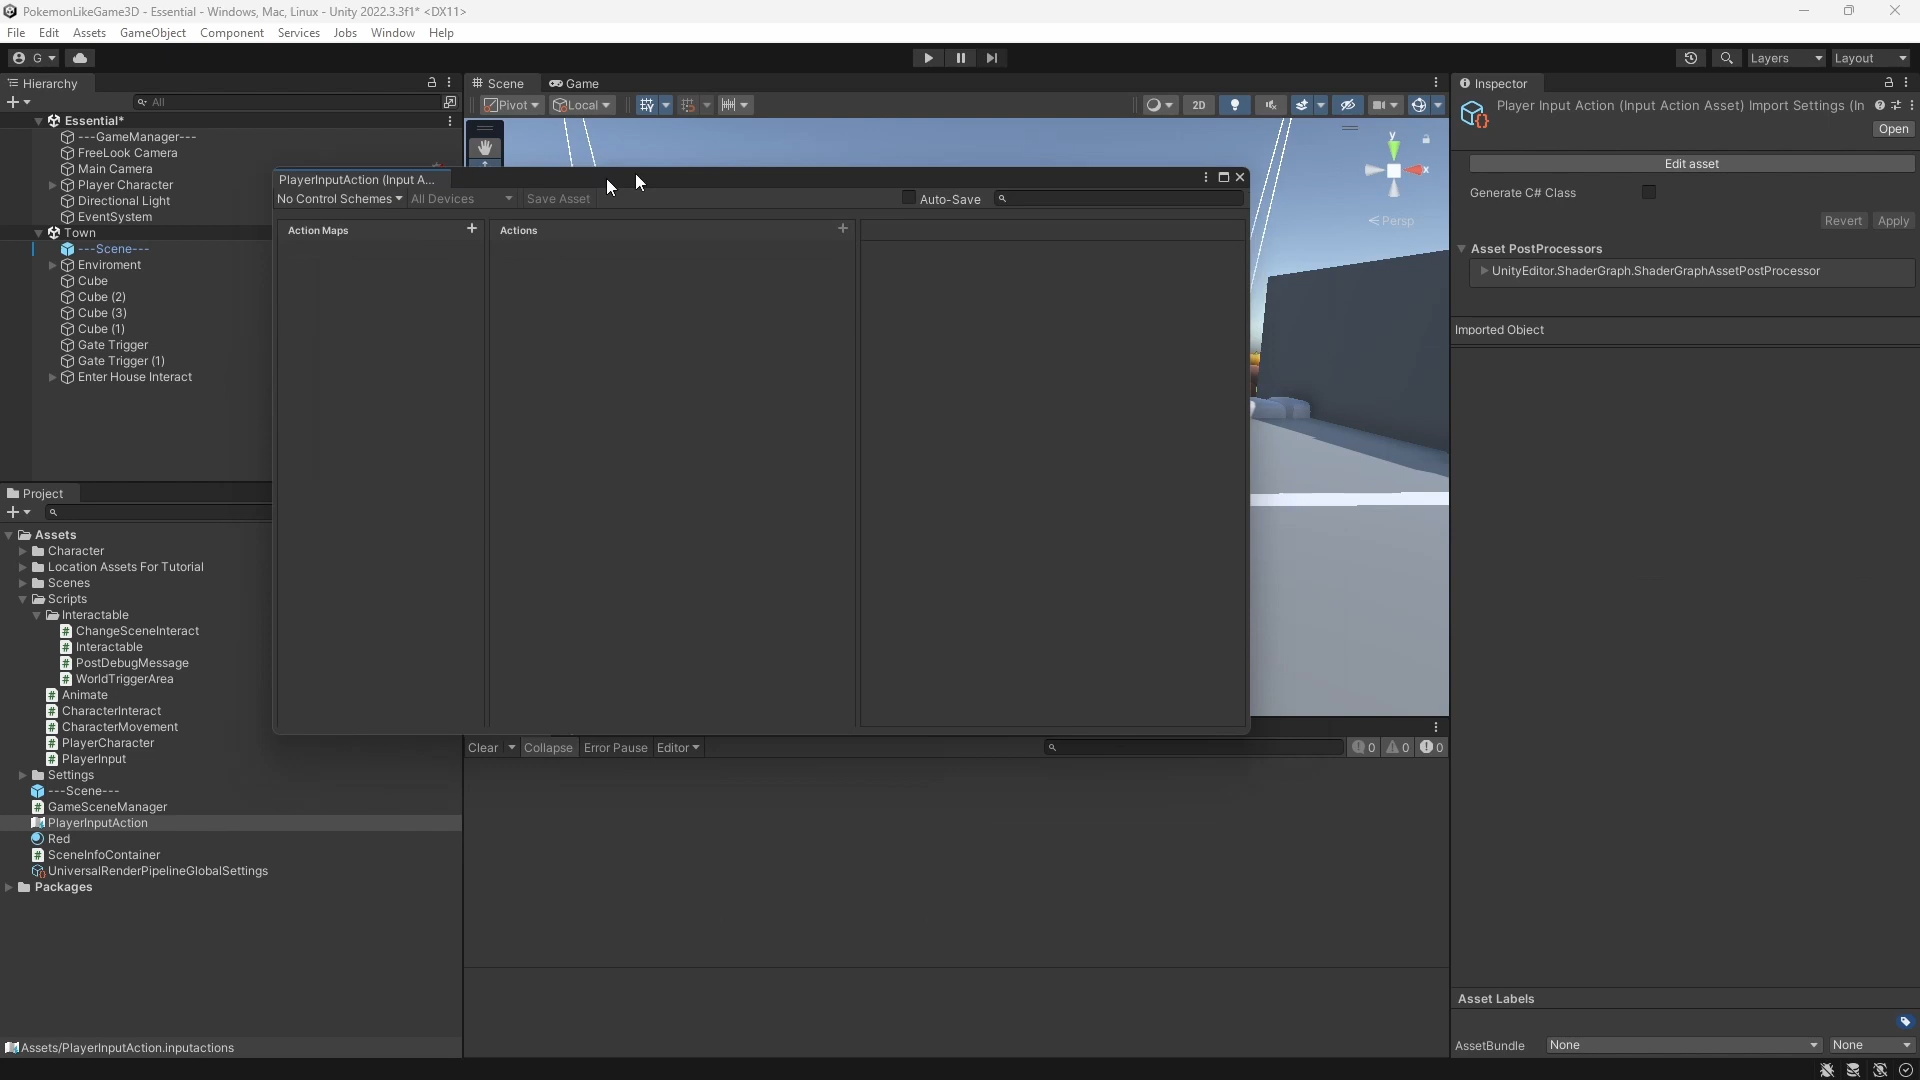 PokemonLikeGame3D - Essential - Windows, Mac, Linux - Unity 2022.3.3f1* <DX11>
File Edit Assets GameObject Component Services Jobs Window Help
G Layers Layout
Hierarchy Scene Game Inspector
All Pivot Local 2D Player Input Action (Input Action Asset) Import Settings (In
Open
Essential*
---GameManager---
FreeLook Camera
Main Camera
Player Character
Directional Light
EventSystem
Town
---Scene---
Enviroment
Cube
Cube (2)
Cube (3)
Cube (1)
Gate Trigger
Gate Trigger (1)
Enter House Interact
y
x
Persp
PlayerInputAction (Input A...
No Control Schemes All Devices Save Asset Auto-Save
Action Maps + Actions +
Edit asset
Generate C# Class
Revert Apply
Asset PostProcessors
UnityEditor.ShaderGraph.ShaderGraphAssetPostProcessor
Imported Object
Project
Assets
Character
Location Assets For Tutorial
Scenes
Scripts
Interactable
ChangeSceneInteract
Interactable
PostDebugMessage
WorldTriggerArea
Animate
CharacterInteract
CharacterMovement
PlayerCharacter
PlayerInput
Settings
---Scene---
GameSceneManager
PlayerInputAction
Red
SceneInfoContainer
UniversalRenderPipelineGlobalSettings
Packages
Assets/PlayerInputAction.inputactions
Clear Collapse Error Pause Editor 0 0 0
Asset Labels
AssetBundle None None